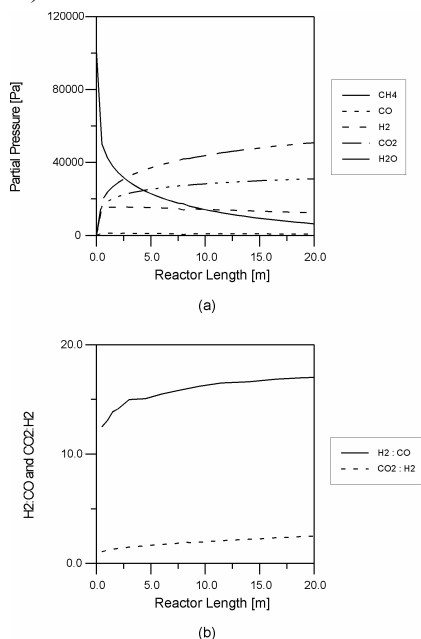 120000
80000
40000
0
Partial Pressure [Pa]
0.0 5.0 10.0 15.0 20.0
Reactor Length [m]
CH4
CO
H2
CO2
H2O
(a)
20.0
10.0
0.0
H2:CO and CO2:H2
0.0 5.0 10.0 15.0 20.0
Reactor Length [m]
H2 : CO
CO2 : H2
(b)